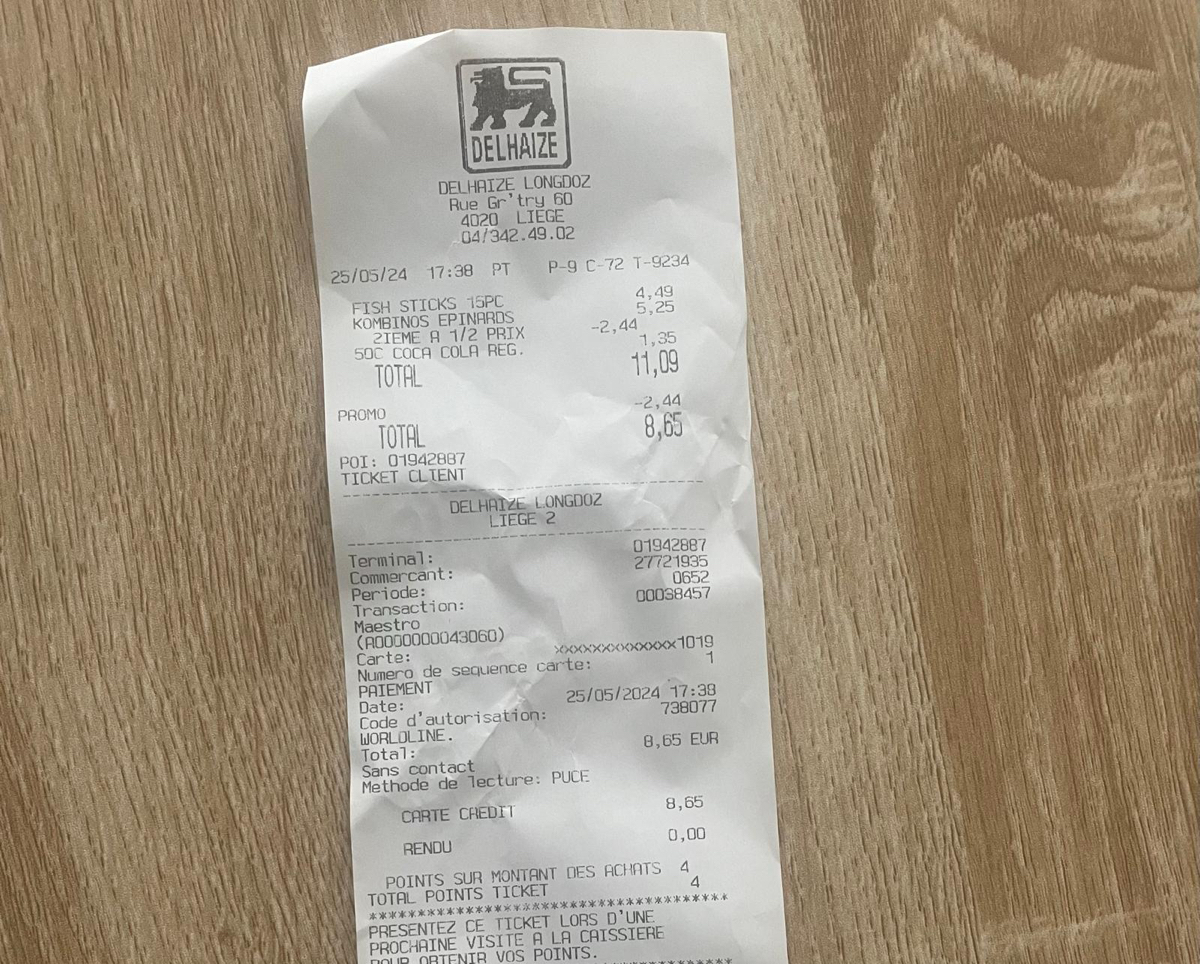 DELHAIZE
DELHAIZE LONGDOZ
Rue Gr'try 60
4020 LIEGE
04/342.49.02
25/05/24 17:38 PT P-9 C-72 T-9234
FISH STICKS 15PC 4,49
KOMBINOS EPINARDS 5,25
2IEME A 1/2 PRIX -2,44
50C COCA COLA REG. 1,35
TOTAL 11,09
PROMO -2,44
TOTAL 8,65
POI: 01942887
TICKET CLIENT
DELHAIZE LONGDOZ
LIEGE 2
Terminal: 01942887
Commercant: 27721935
Periode: 0652
Transaction: 00038457
Maestro
(A0000000043060)
Carte: xxxxxxxxxxxxx1019
Numero de sequence carte: 1
PAIEMENT
Date: 25/05/2024 17:38
Code d'autorisation: 738077
WORLDLINE.
Total: 8,65 EUR
Sans contact
Methode de lecture: PUCE
CARTE CREDIT 8,65
RENDU 0,00
POINTS SUR MONTANT DES ACHATS 4
TOTAL POINTS TICKET 4
***********************************
PRESENTEZ CE TICKET LORS D'UNE
PROCHAINE VISITE A LA CAISSIERE
POUR OBTENIR VOS POINTS.